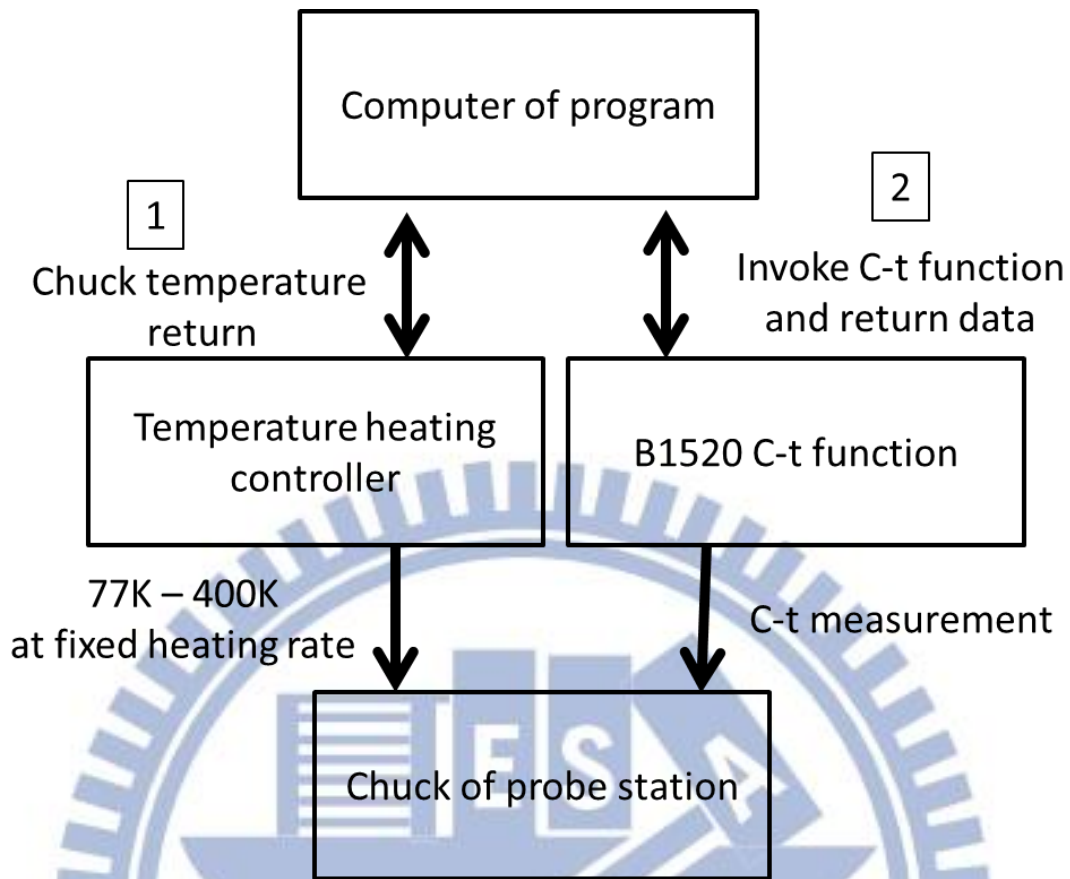 Computer of program
1
Chuck temperature
return
2
Invoke C-t function
and return data
Temperature heating
controller
B1520 C-t function
77K – 400K
at fixed heating rate
C-t measurement
E S A
Chuck of probe station